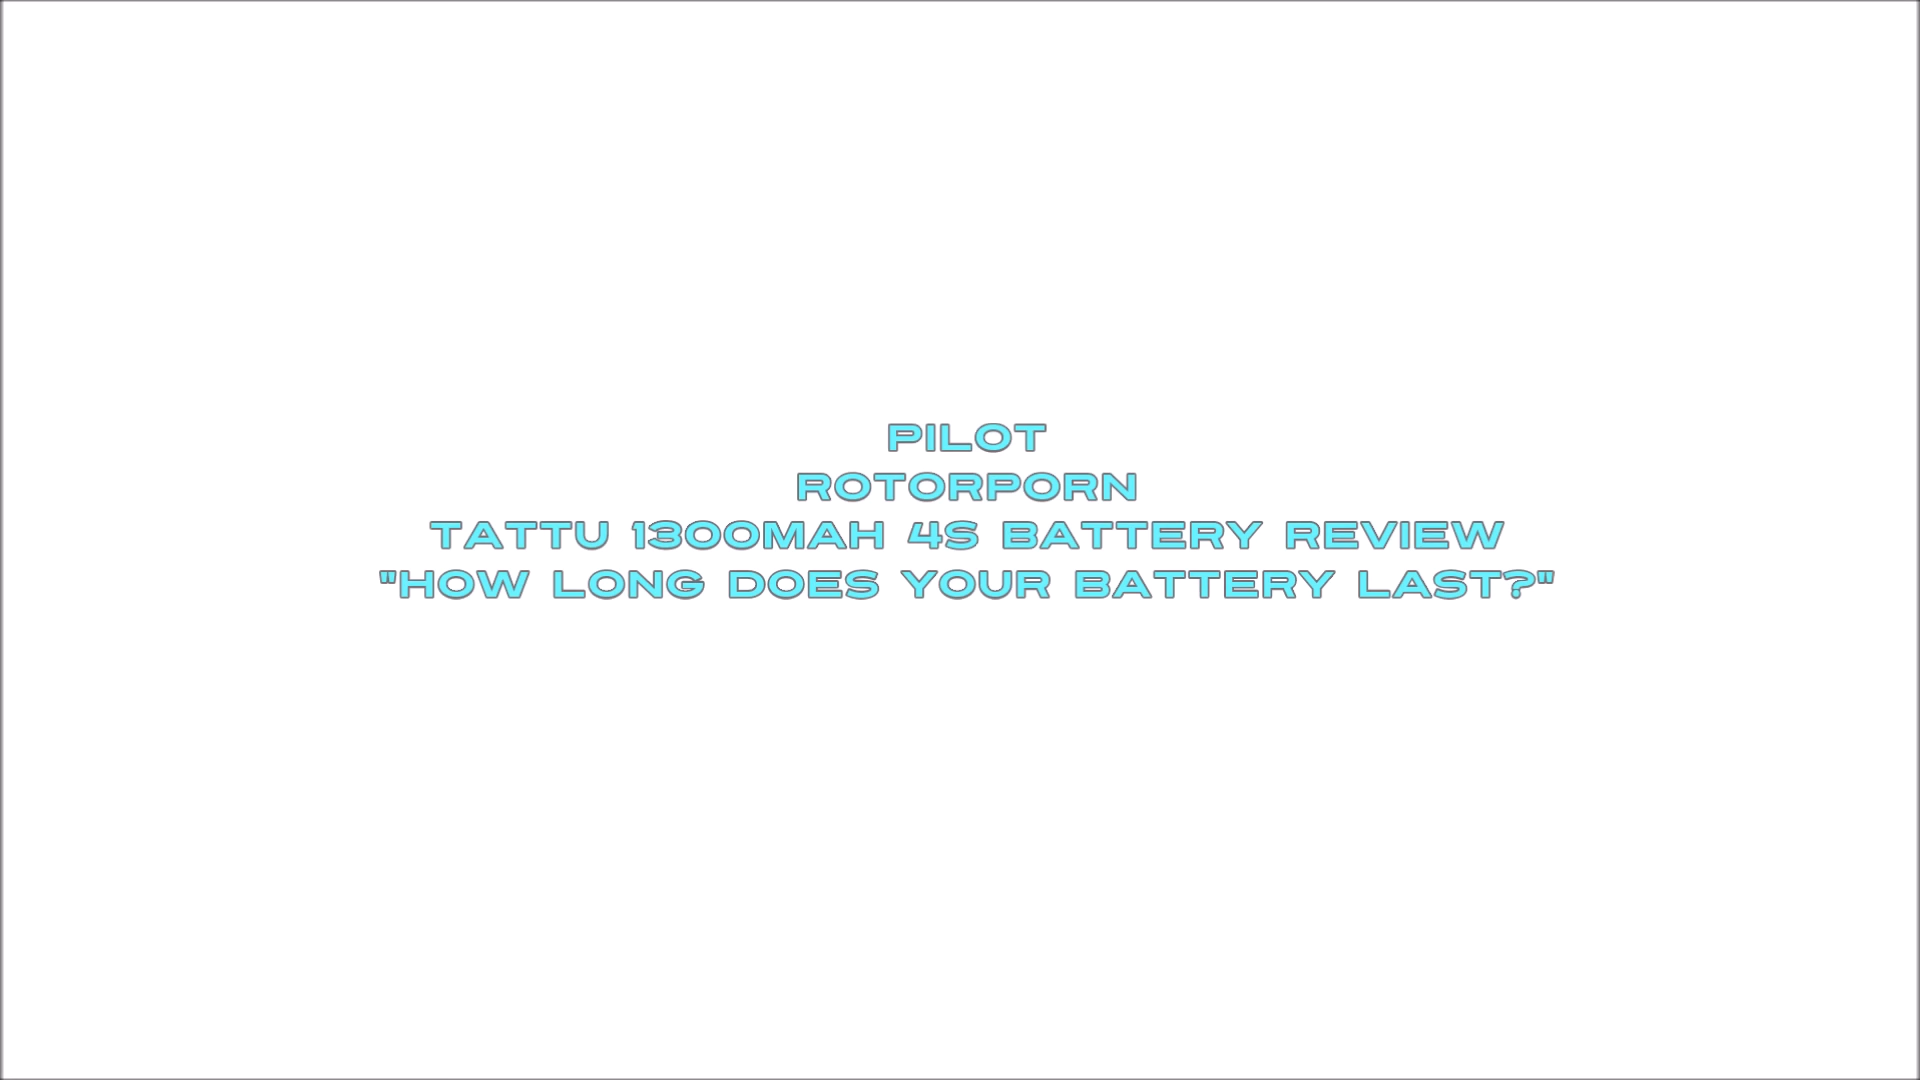 PILOT
ROTORPORN
TATTU 1300MAH 4S BATTERY REVIEW
"HOW LONG DOES YOUR BATTERY LAST?"